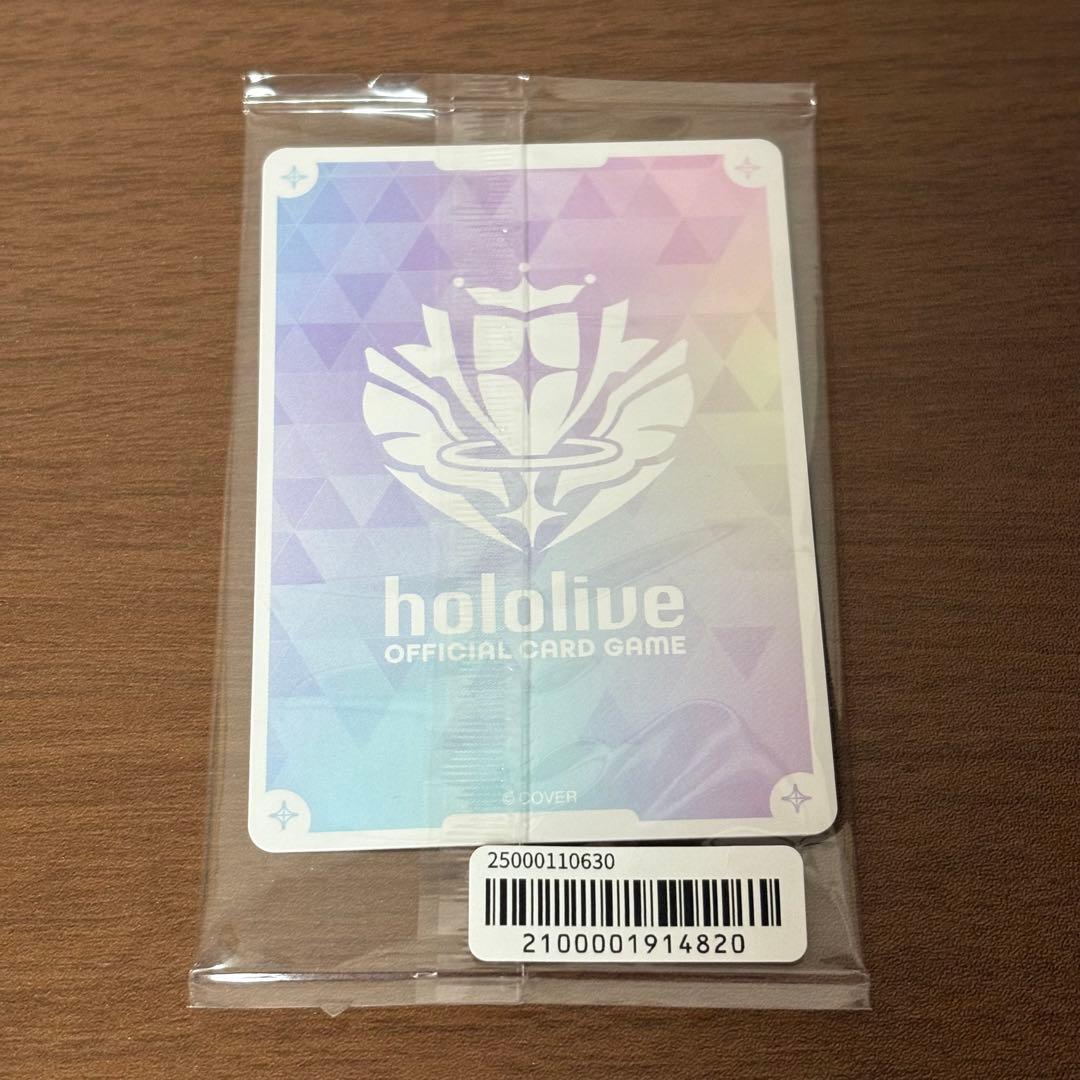 hololive
OFFICIAL CARD GAME
© COVER
25000110630
2100001914820